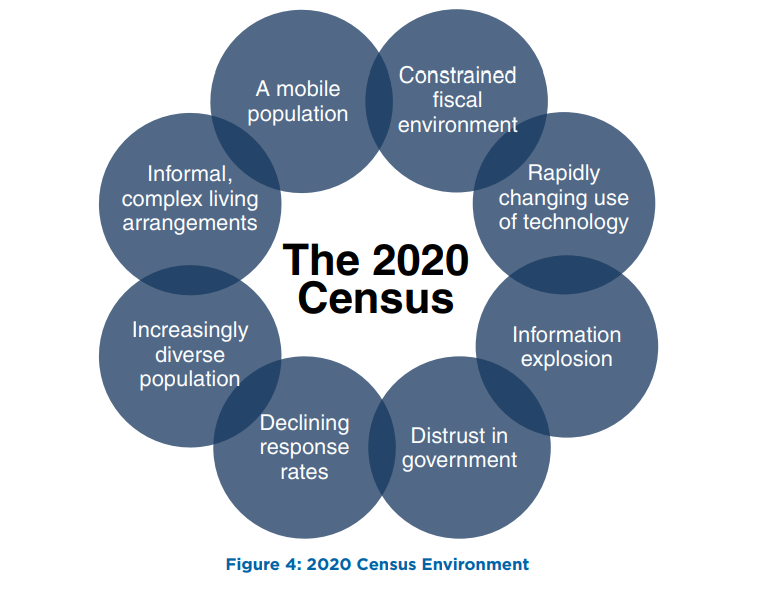 A mobile
population
Constrained
fiscal
environment
Rapidly
changing use
of technology
Information
explosion
Distrust in
government
Declining
response
rates
Increasingly
diverse
population
Informal,
complex living
arrangements
The 2020
Census
Figure 4: 2020 Census Environment